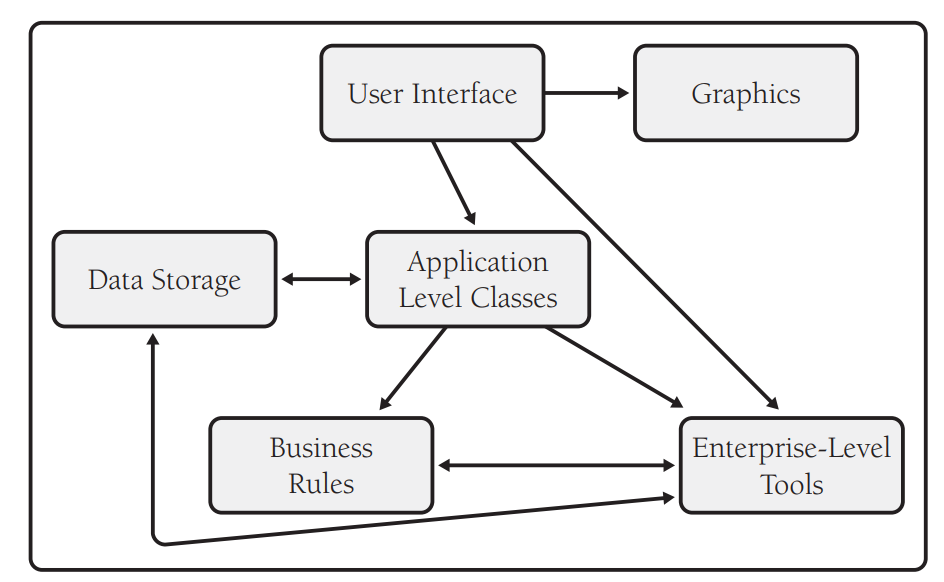 User Interface
Graphics
Data Storage
Application
Level Classes
Business
Rules
Enterprise-Level
Tools